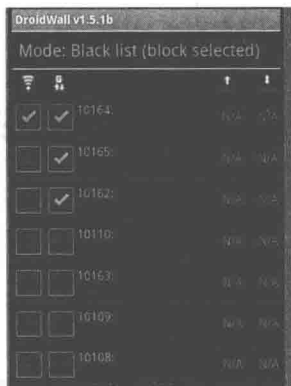 DroidWall v1.5.1b
Mode: Black list (block selected)
10164: N/A N/A
10165:
10162: N/A N/A
10110: N/A N/A
10163: N/A N/A
10109: N/A N/A
10108: N/A N/A